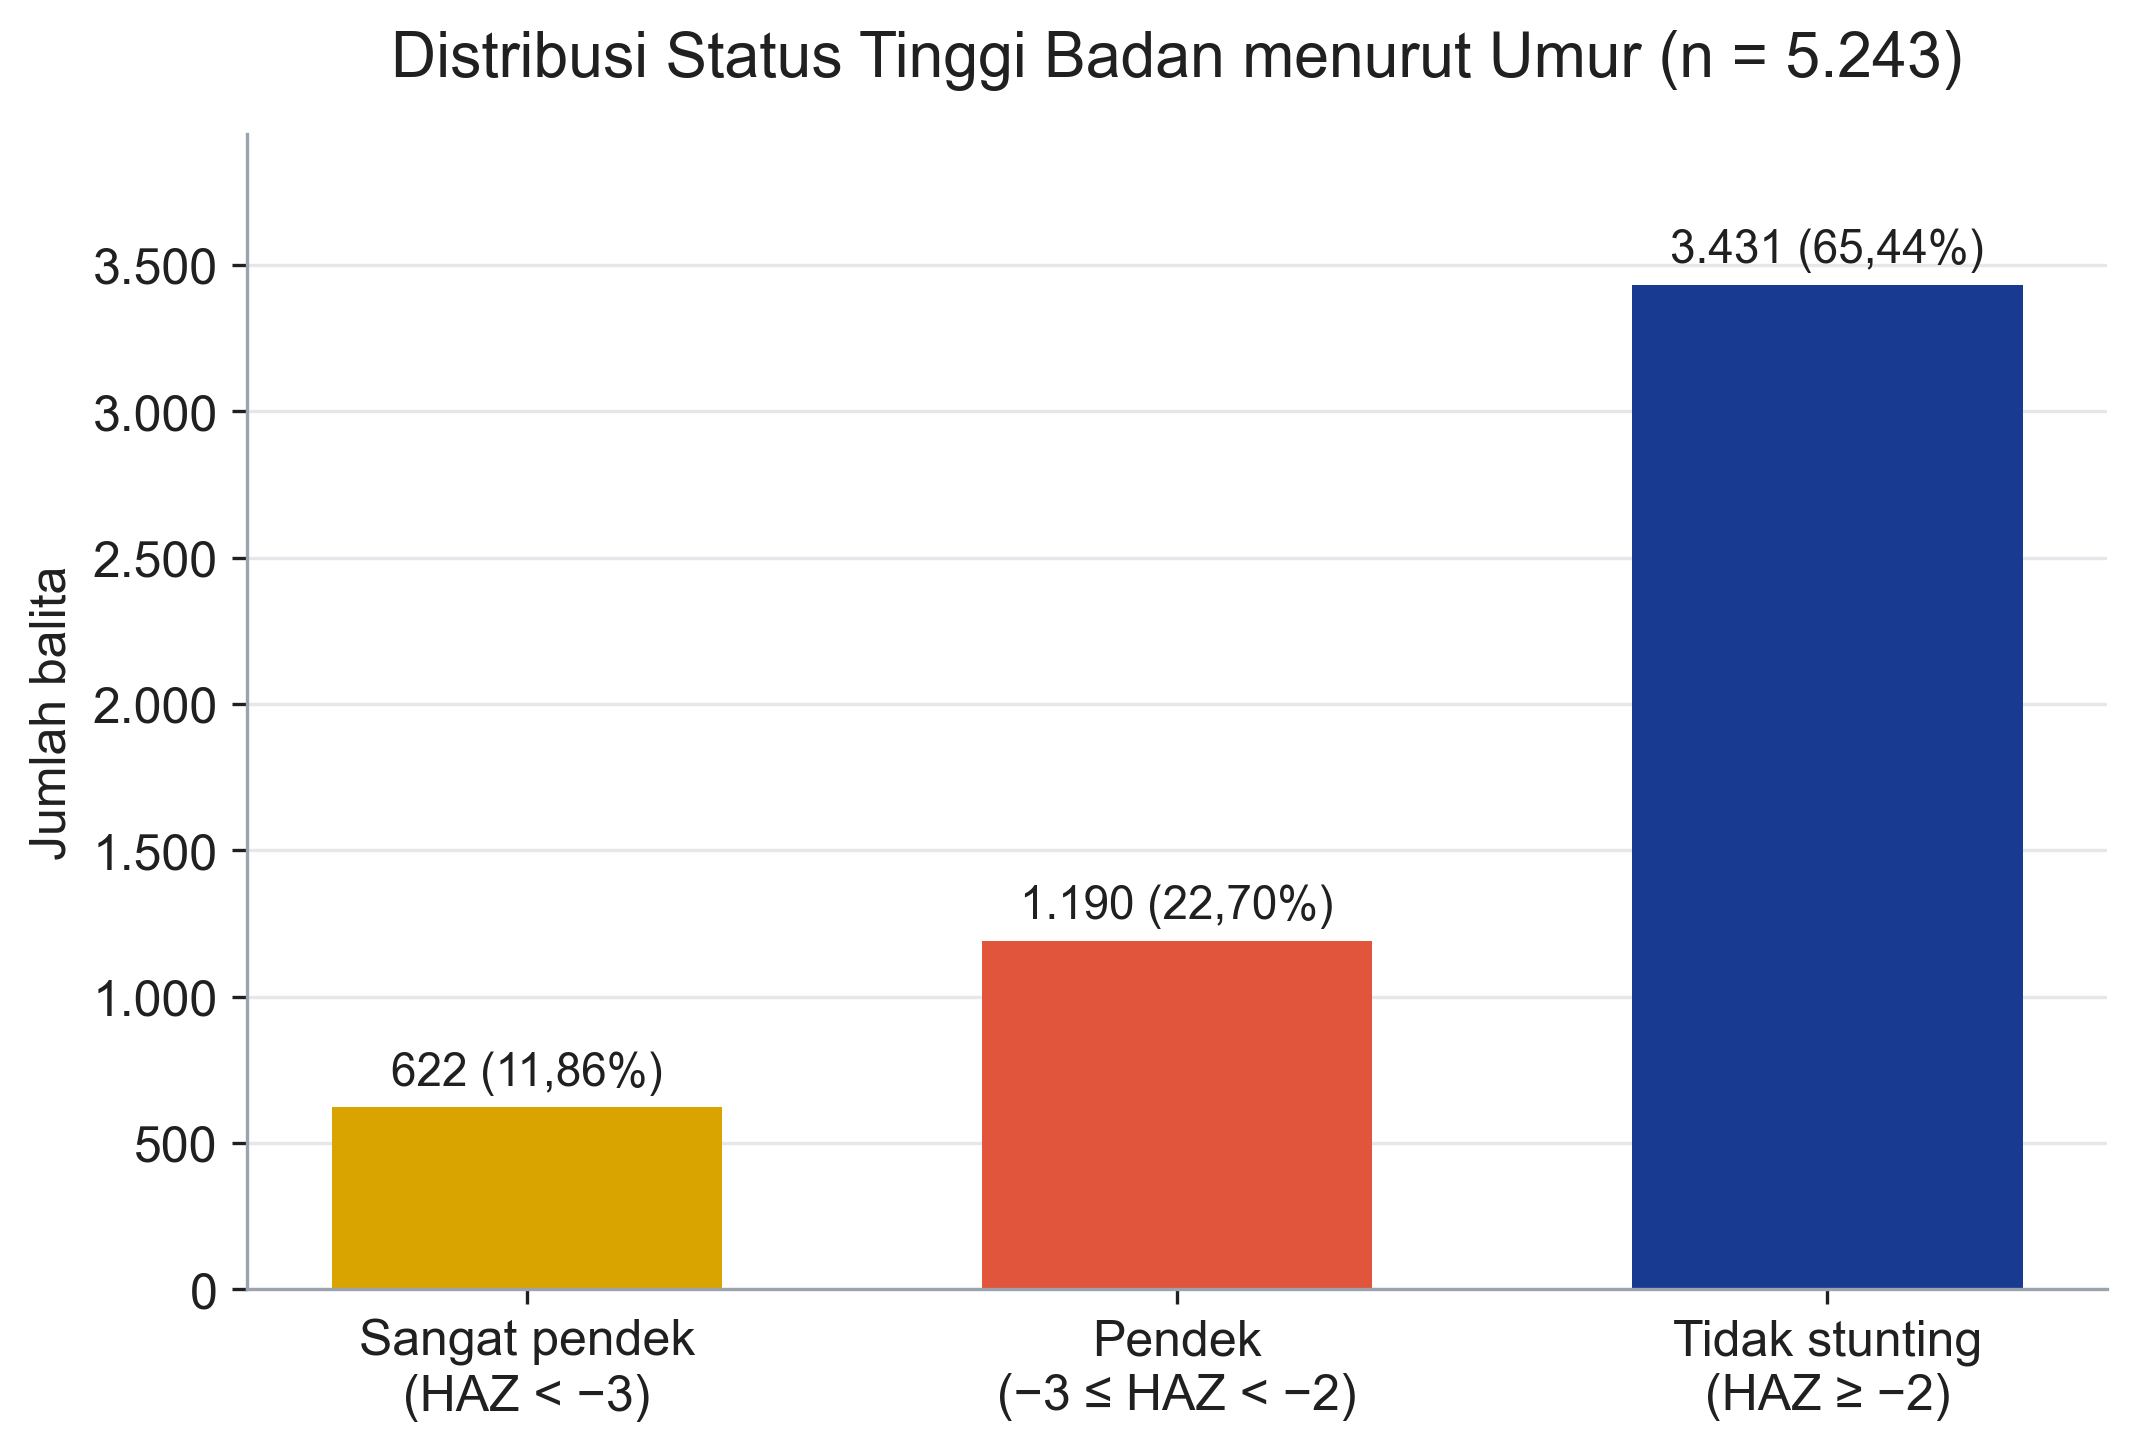 Distribusi Status Tinggi Badan menurut Umur (n = 5.243)
Jumlah balita
3.500
3.000
2.500
2.000
1.500
1.000
500
0
622 (11,86%)
1.190 (22,70%)
3.431 (65,44%)
Sangat pendek
(HAZ < −3)
Pendek
(−3 ≤ HAZ < −2)
Tidak stunting
(HAZ ≥ −2)